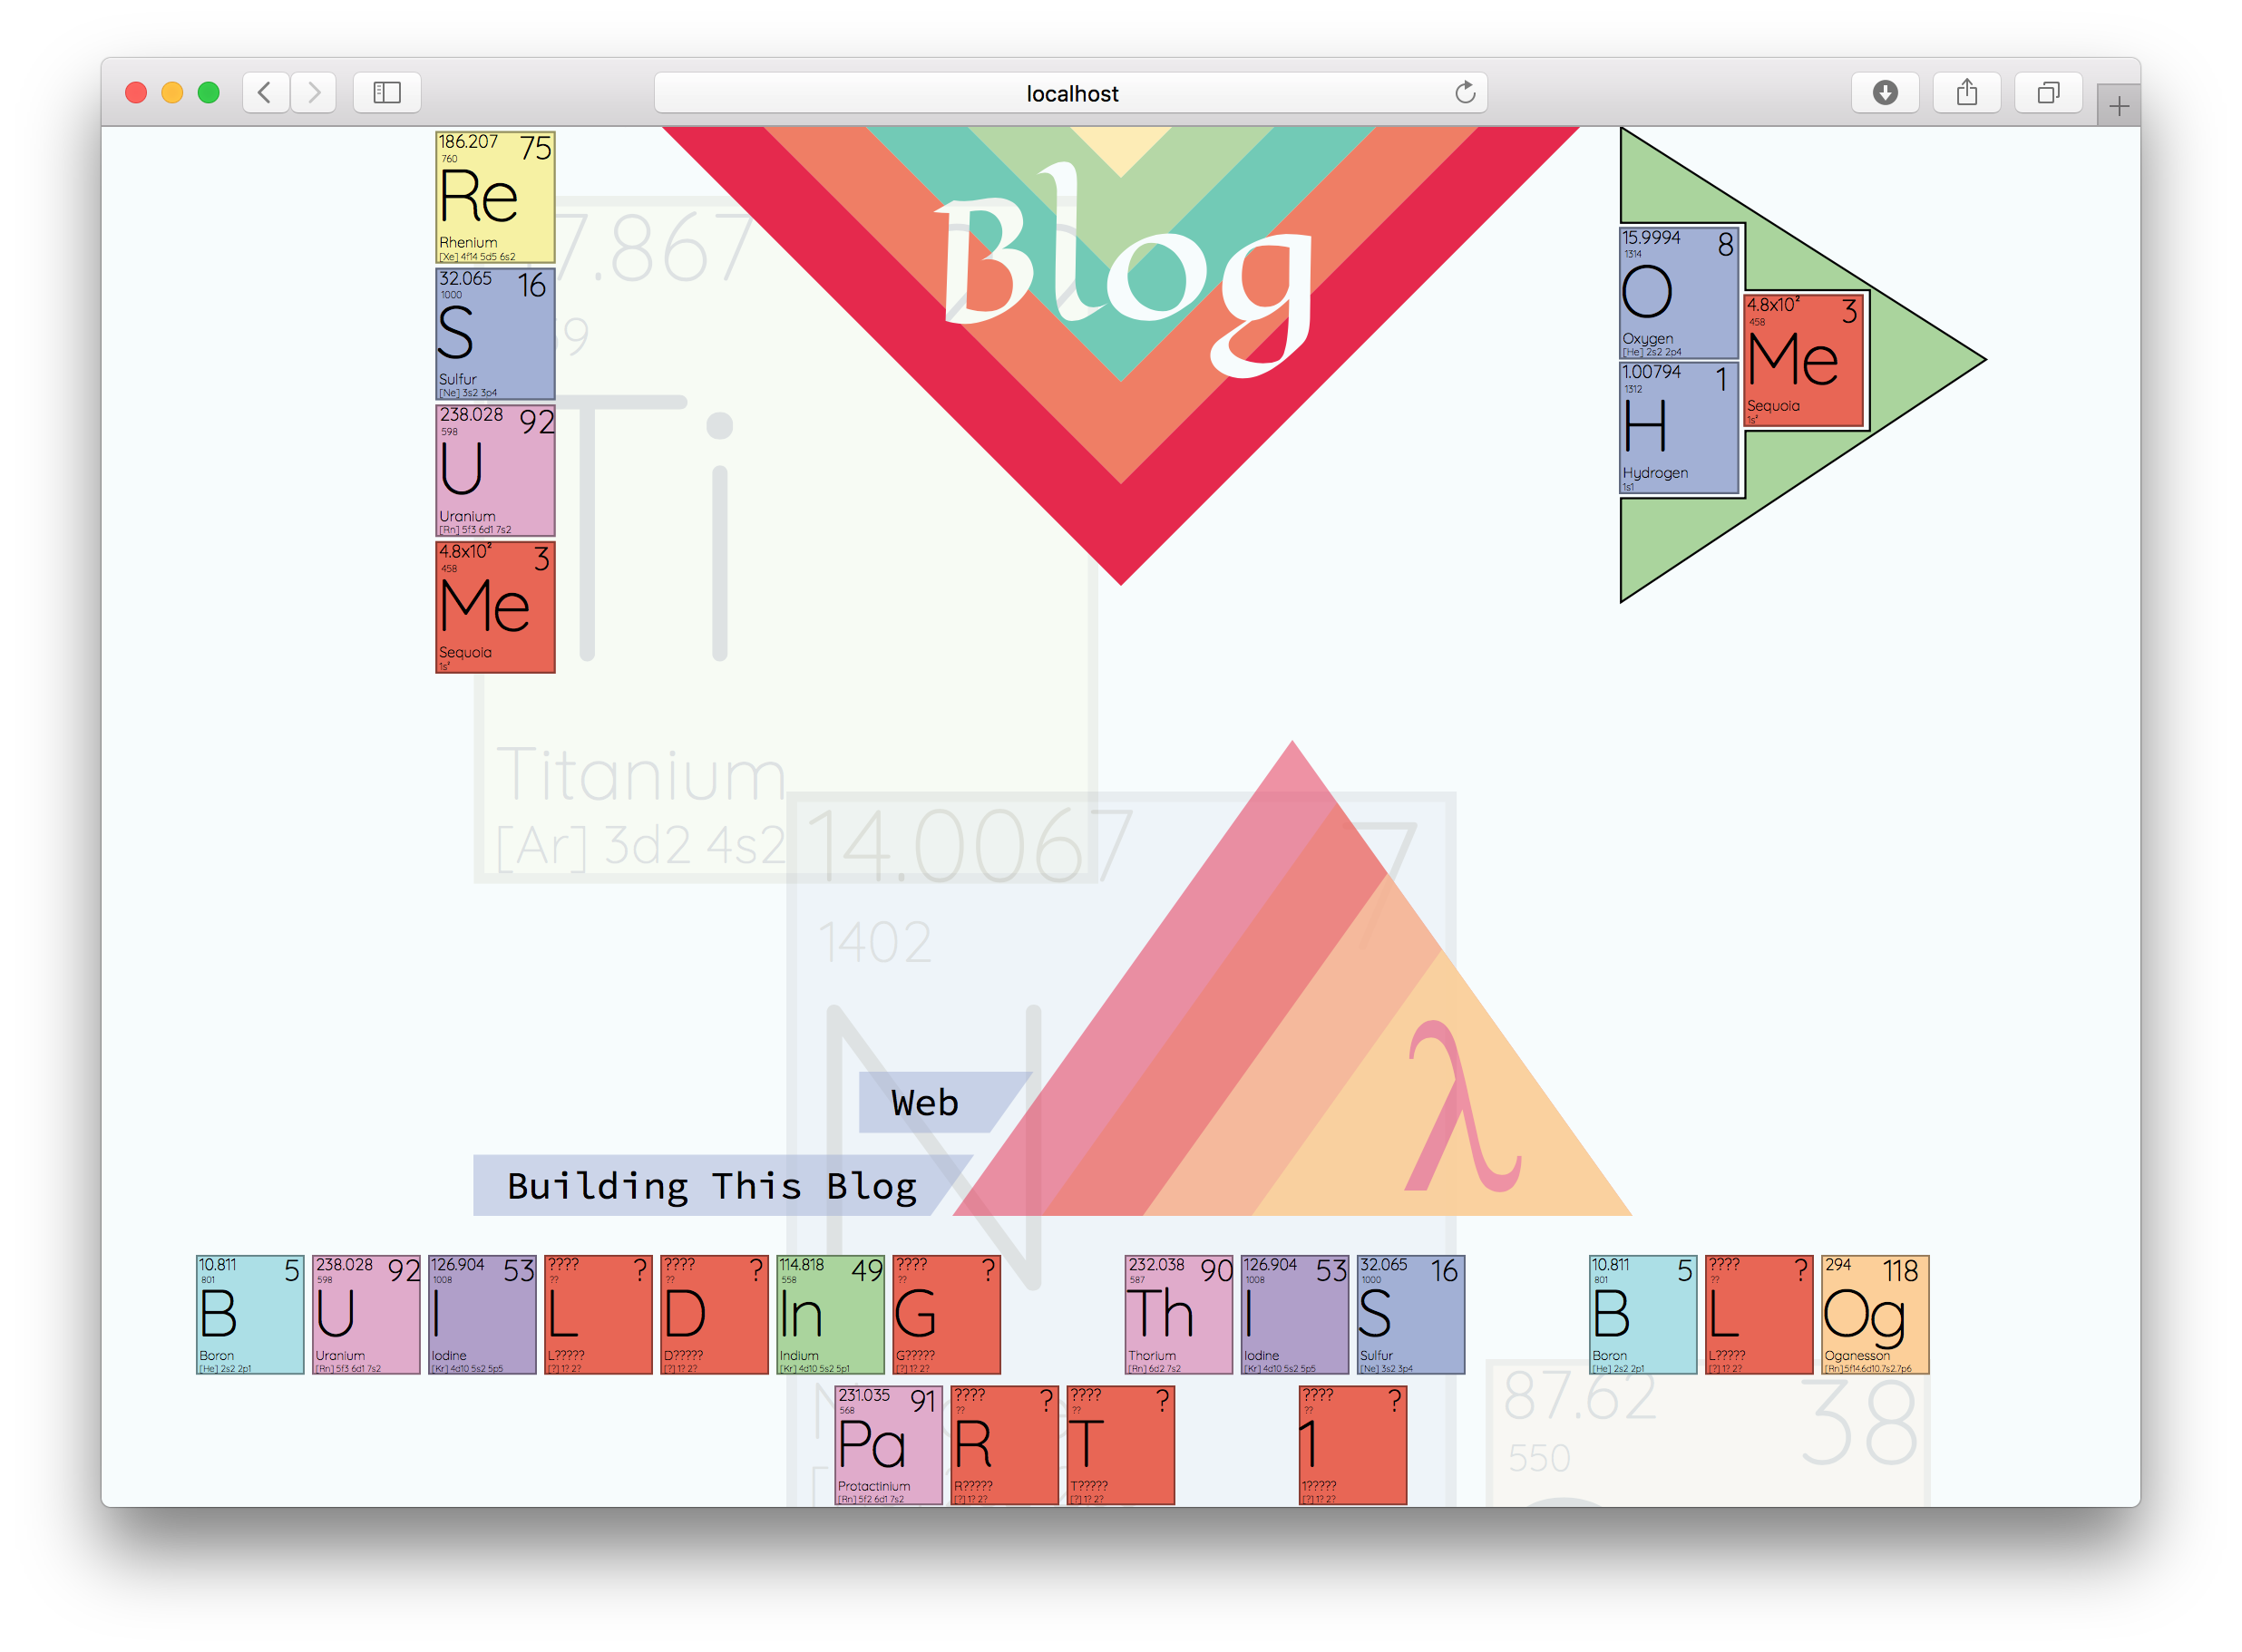 localhost
186.207 75
760
Re
Rhenium
[Xe] 4f14 5d5 6s2
32.065 16
1000
S
Sulfur
[Ne] 3s2 3p4
238.028 92
598
U
Uranium
[Rn] 5f3 6d1 7s2
4.8x10² 3
458
Me
Sequoia
1s²
7.867
9
Ti
Titanium
[Ar] 3d2 4s2
Blog
15.9994 8
1314
O
Oxygen
[He] 2s2 2p4
1.00794 1
1312
H
Hydrogen
1s1
4.8x10² 3
458
Me
Sequoia
1s²
14.0067 7
1402
N
λ
Web
Building This Blog
10.811 5
801
B
Boron
[He] 2s2 2p1
238.028 92
598
U
Uranium
[Rn] 5f3 6d1 7s2
126.904 53
1008
I
Iodine
[Kr] 4d10 5s2 5p5
???? ?
??
L
L?????
[?] 1? 2?
???? ?
??
D
D?????
[?] 1? 2?
114.818 49
558
In
Indium
[Kr] 4d10 5s2 5p1
???? ?
??
G
G?????
[?] 1? 2?
232.038 90
587
Th
Thorium
[Rn] 6d2 7s2
126.904 53
1008
I
Iodine
[Kr] 4d10 5s2 5p5
32.065 16
1000
S
Sulfur
[Ne] 3s2 3p4
10.811 5
801
B
Boron
[He] 2s2 2p1
???? ?
??
L
L?????
[?] 1? 2?
294 118
Og
Oganesson
[Rn].5f14.6d10.7s2.7p6
231.035 91
568
Pa
Protactinium
[Rn] 5f2 6d1 7s2
???? ?
??
R
R?????
[?] 1? 2?
???? ?
??
T
T?????
[?] 1? 2?
???? ?
??
1
1?????
[?] 1? 2?
87.62 38
550